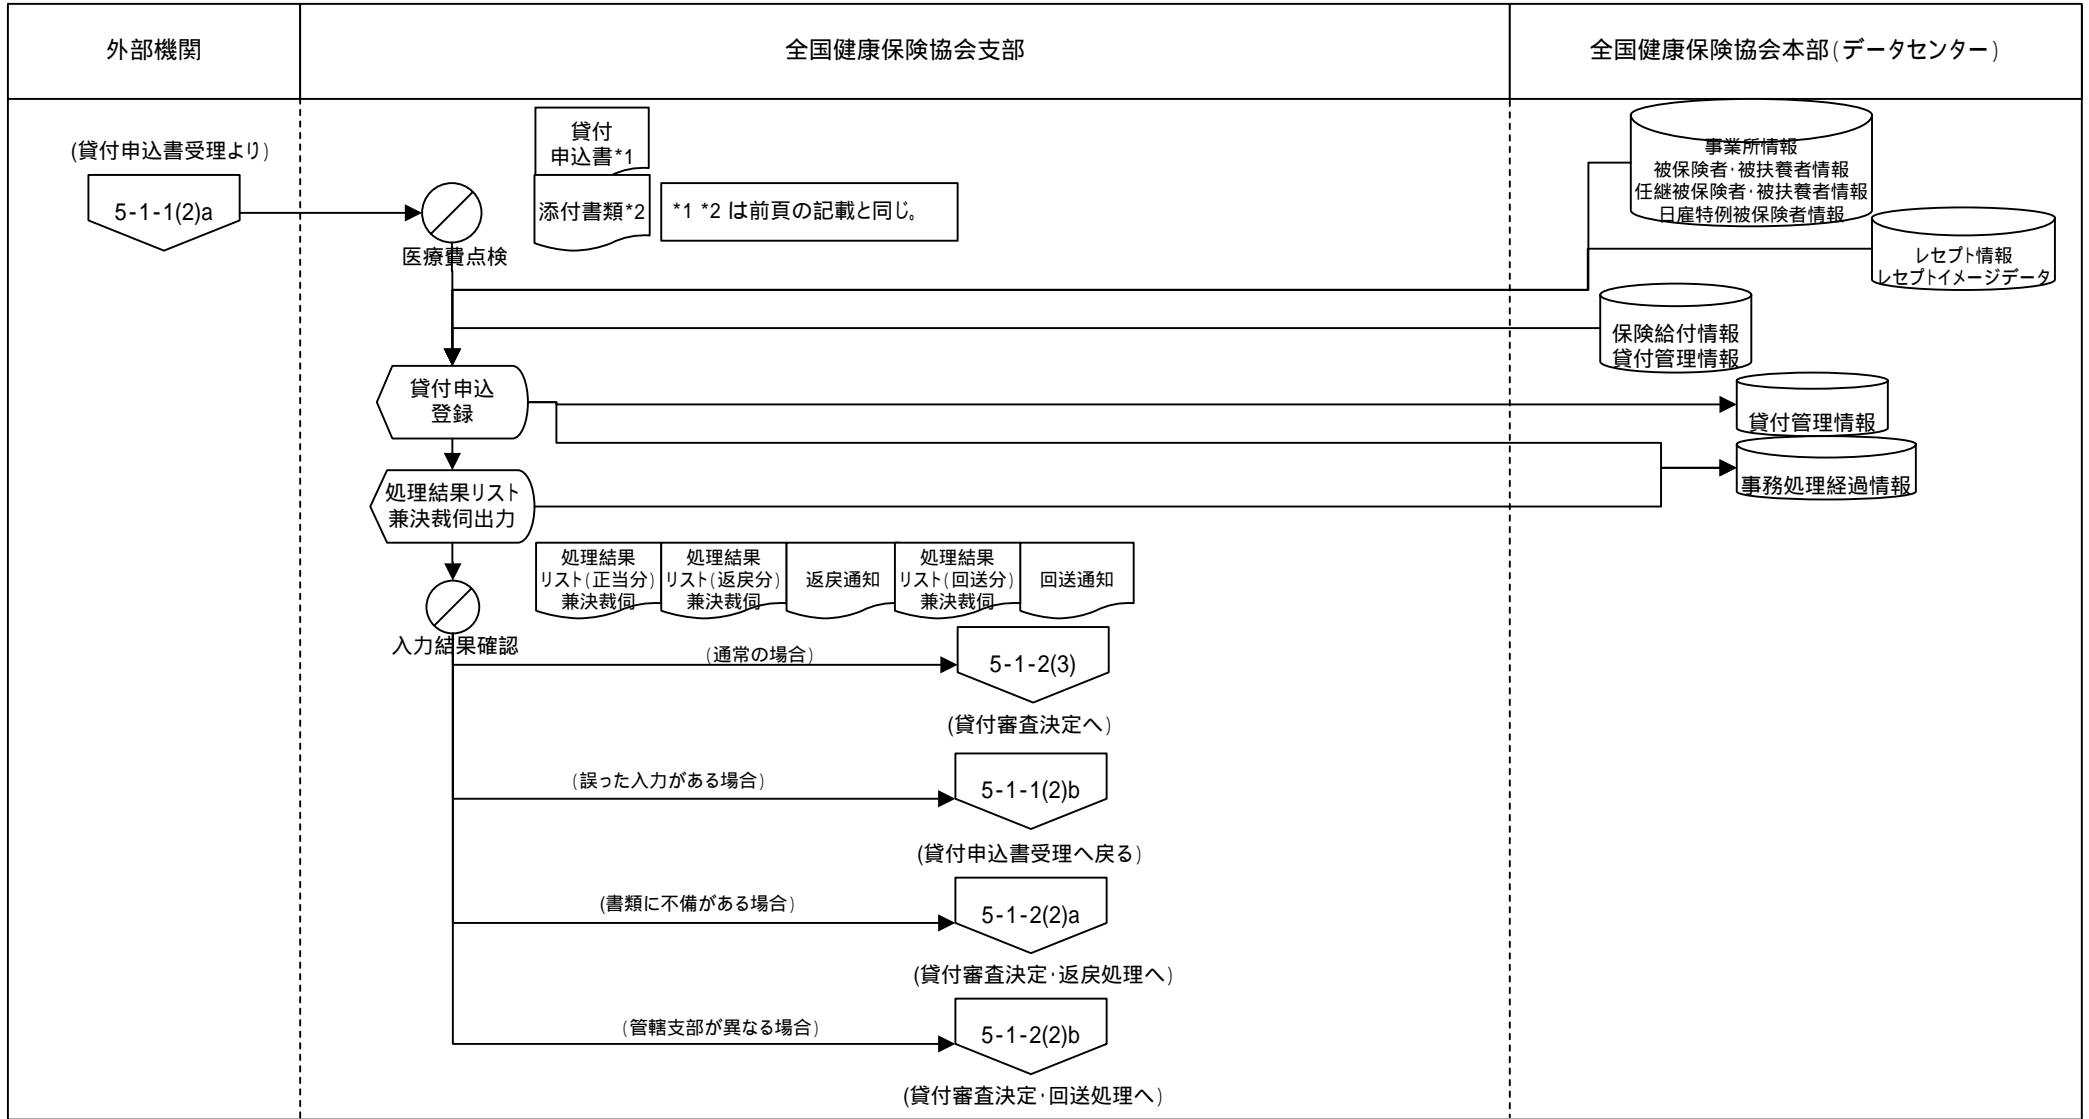 外部機関
全国健康保険協会支部
全国健康保険協会本部(データセンター)
(貸付申込書受理より)
5-1-1(2)a
医療費点検
貸付
申込書*1
添付書類*2
*1 *2 は前頁の記載と同じ。
事業所情報
被保険者・被扶養者情報
任継被保険者・被扶養者情報
日雇特例被保険者情報
レセプト情報
レセプトイメージデータ
保険給付情報
貸付管理情報
貸付申込
登録
貸付管理情報
事務処理経過情報
処理結果リスト
兼決裁伺出力
処理結果
リスト(正当分)
兼決裁伺
処理結果
リスト(返戻分)
兼決裁伺
返戻通知
処理結果
リスト(回送分)
兼決裁伺
回送通知
入力結果確認
(通常の場合)
5-1-2(3)
(貸付審査決定へ)
(誤った入力がある場合)
5-1-1(2)b
(貸付申込書受理へ戻る)
(書類に不備がある場合)
5-1-2(2)a
(貸付審査決定・返戻処理へ)
(管轄支部が異なる場合)
5-1-2(2)b
(貸付審査決定・回送処理へ)